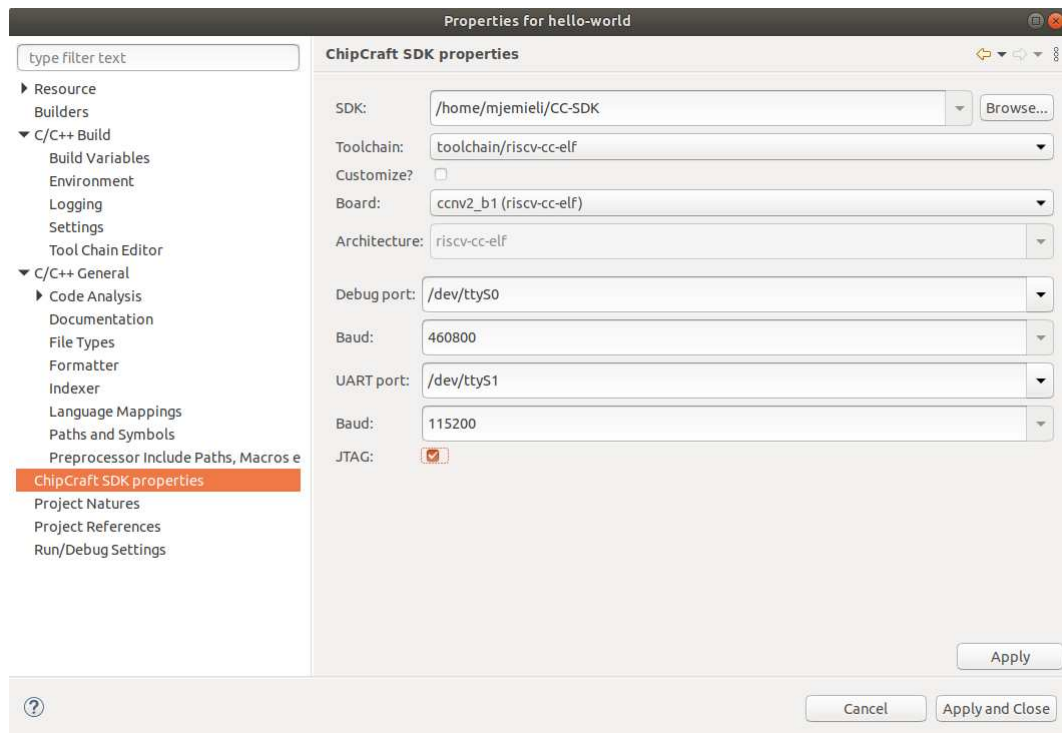 Properties for hello-world
type filter text
Resource
Builders
C/C++ Build
Build Variables
Environment
Logging
Settings
Tool Chain Editor
C/C++ General
Code Analysis
Documentation
File Types
Formatter
Indexer
Language Mappings
Paths and Symbols
Preprocessor Include Paths, Macros e
ChipCraft SDK properties
Project Natures
Project References
Run/Debug Settings
ChipCraft SDK properties
SDK: /home/mjemieli/CC-SDK Browse...
Toolchain: toolchain/riscv-cc-elf
Customize?
Board: ccnv2_b1 (riscv-cc-elf)
Architecture: riscv-cc-elf
Debug port: /dev/ttyS0
Baud: 460800
UART port: /dev/ttyS1
Baud: 115200
JTAG:
Apply
? Cancel Apply and Close